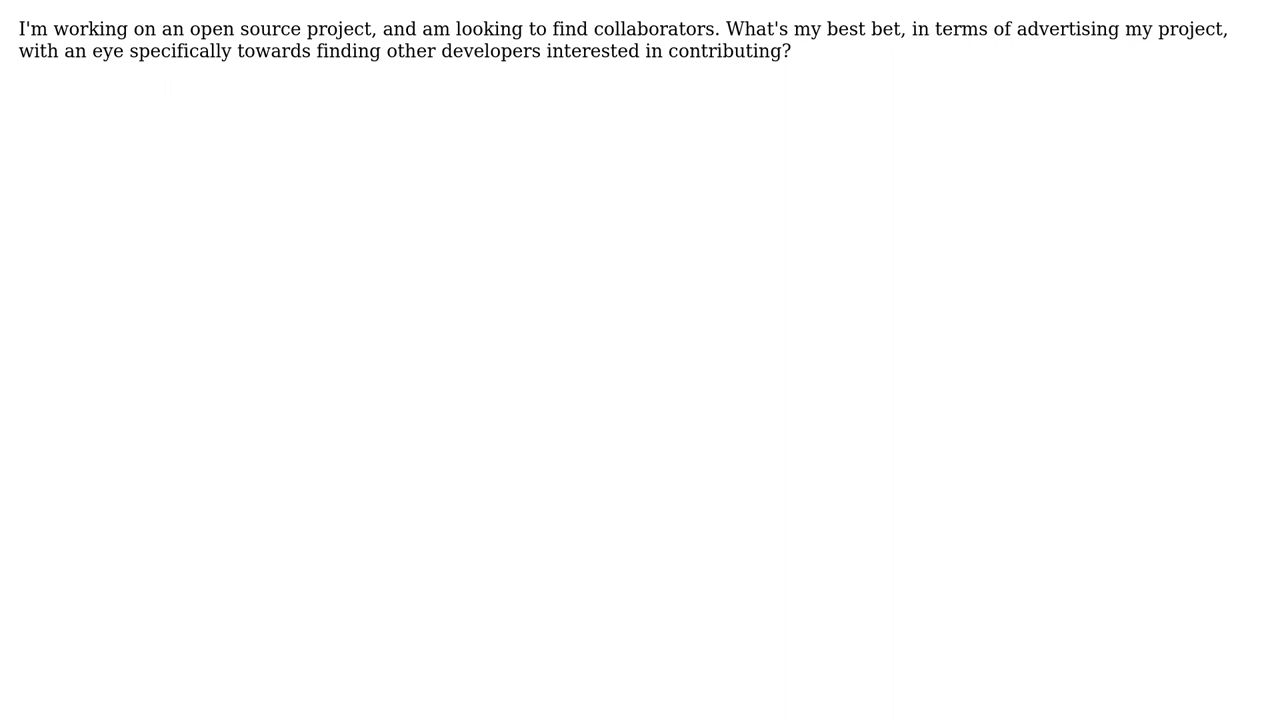 I'm working on an open source project, and am looking to find collaborators. What's my best bet, in terms of advertising my project,
with an eye specifically towards finding other developers interested in contributing?